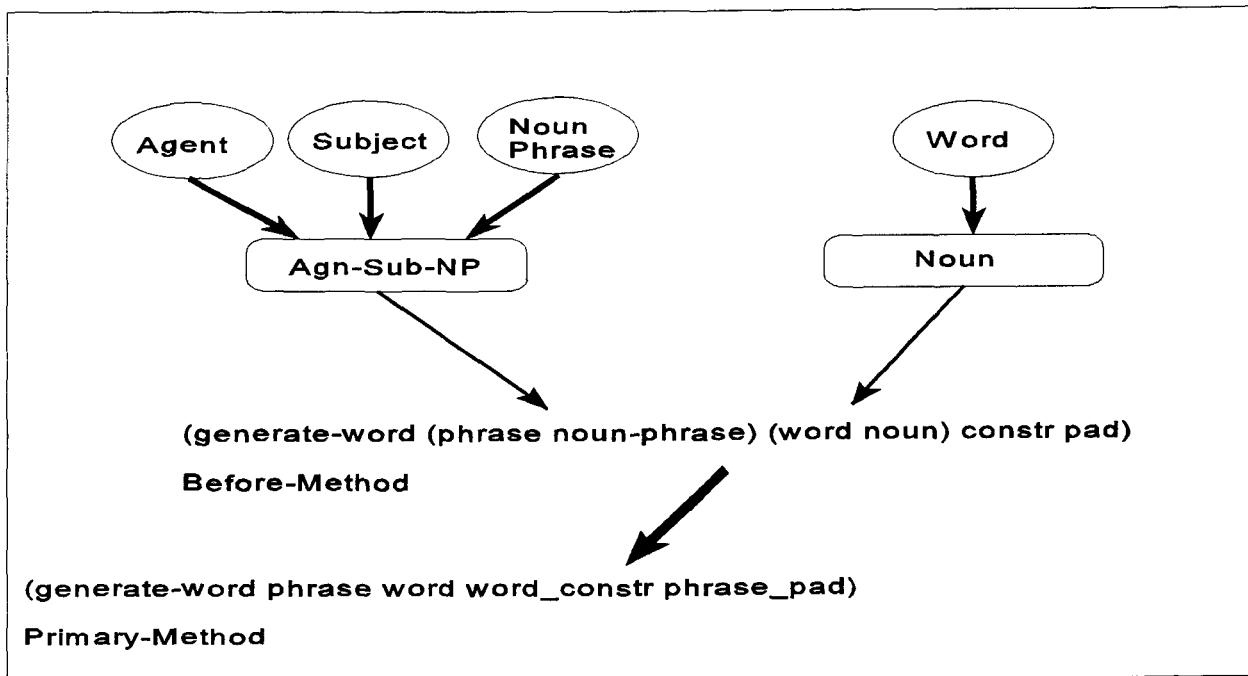 Agent
Subject
Noun
Phrase
Word
Agn-Sub-NP
Noun
(generate-word (phrase noun-phrase) (word noun) constr pad)
Before-Method
(generate-word phrase word word_constr phrase_pad)
Primary-Method